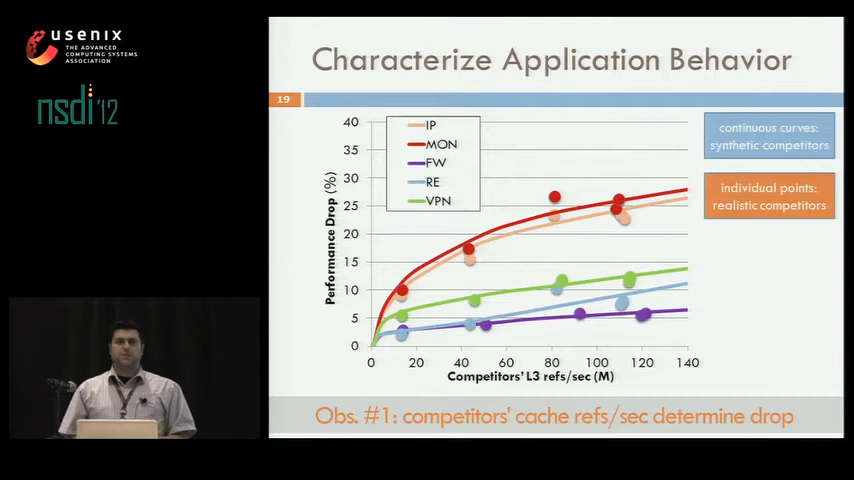 usenix
THE ADVANCED
COMPUTING SYSTEMS
ASSOCIATION
nsdi'12
Characterize Application Behavior
19
40
35
30
25
20
15
10
5
0
Performance Drop (%)
IP
MON
FW
RE
VPN
0 20 40 60 80 100 120 140
Competitors' L3 refs/sec (M)
continuous curves:
synthetic competitors
individual points:
realistic competitors
Obs. #1: competitors' cache refs/sec determine drop